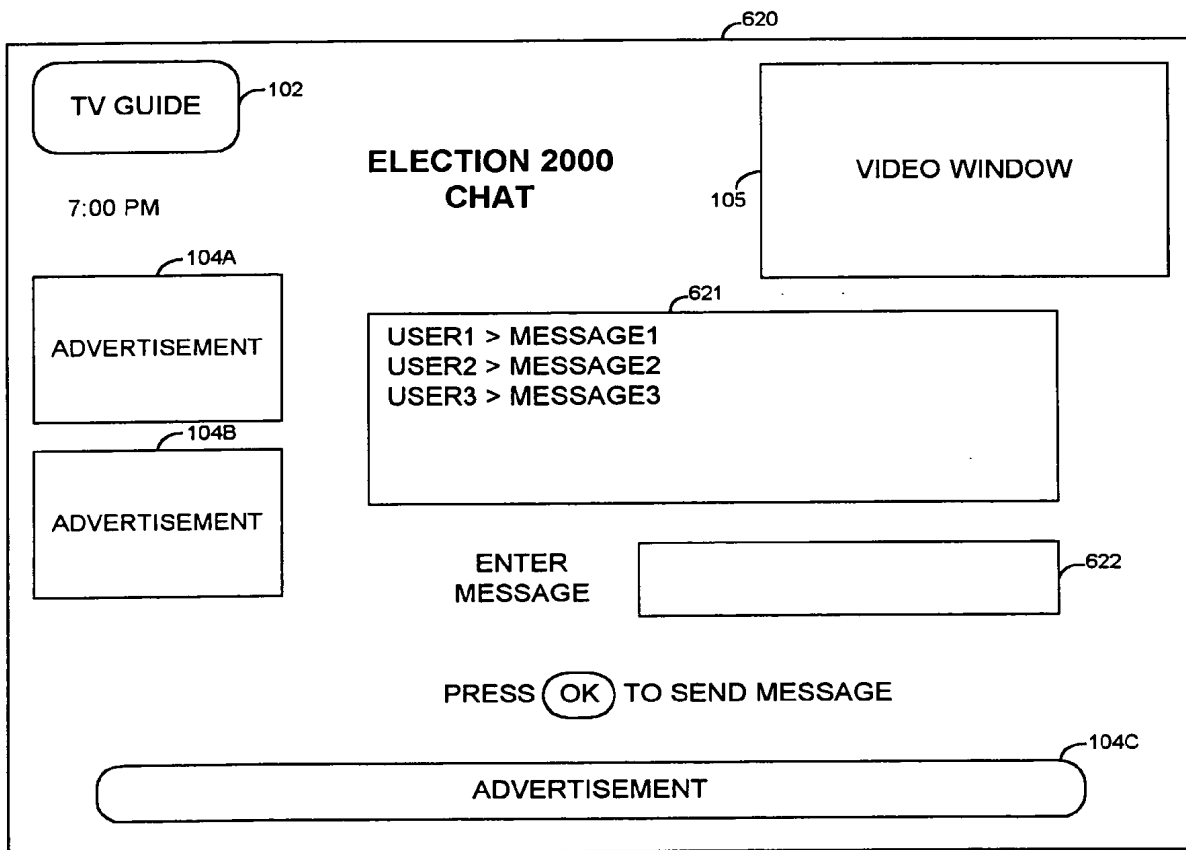 620
TV GUIDE
102
ELECTION 2000
CHAT
VIDEO WINDOW
105
7:00 PM
104A
ADVERTISEMENT
621
USER1 > MESSAGE1
USER2 > MESSAGE2
USER3 > MESSAGE3
104B
ADVERTISEMENT
ENTER
MESSAGE
622
PRESS OK TO SEND MESSAGE
104C
ADVERTISEMENT